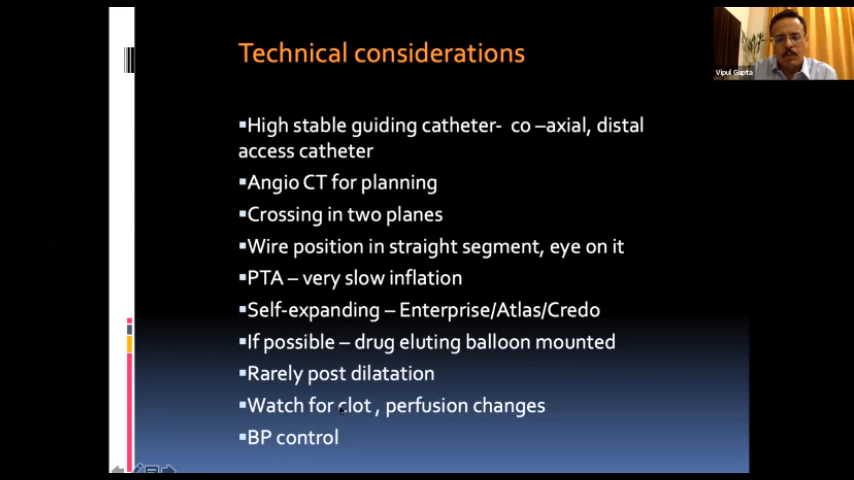 Technical considerations
Vipul Gupta
▪High stable guiding catheter- co –axial, distal
access catheter
▪Angio CT for planning
▪Crossing in two planes
▪Wire position in straight segment, eye on it
▪PTA – very slow inflation
▪Self-expanding – Enterprise/Atlas/Credo
▪If possible – drug eluting balloon mounted
▪Rarely post dilatation
▪Watch for clot , perfusion changes
▪BP control